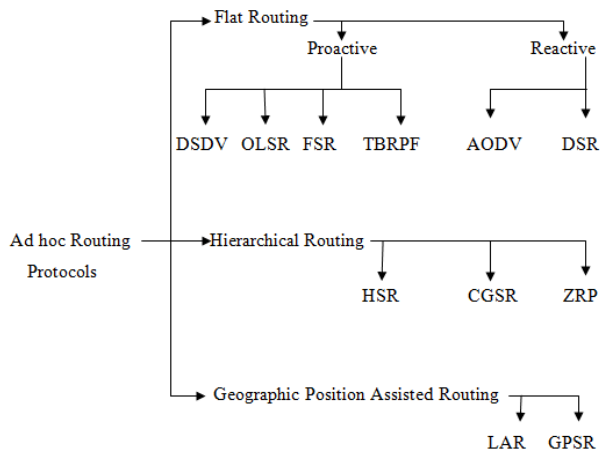 Flat Routing
Proactive Reactive
DSDV OLSR FSR TBRPF AODV DSR
Ad hoc Routing
Protocols
Hierarchical Routing
HSR CGSR ZRP
Geographic Position Assisted Routing
LAR GPSR